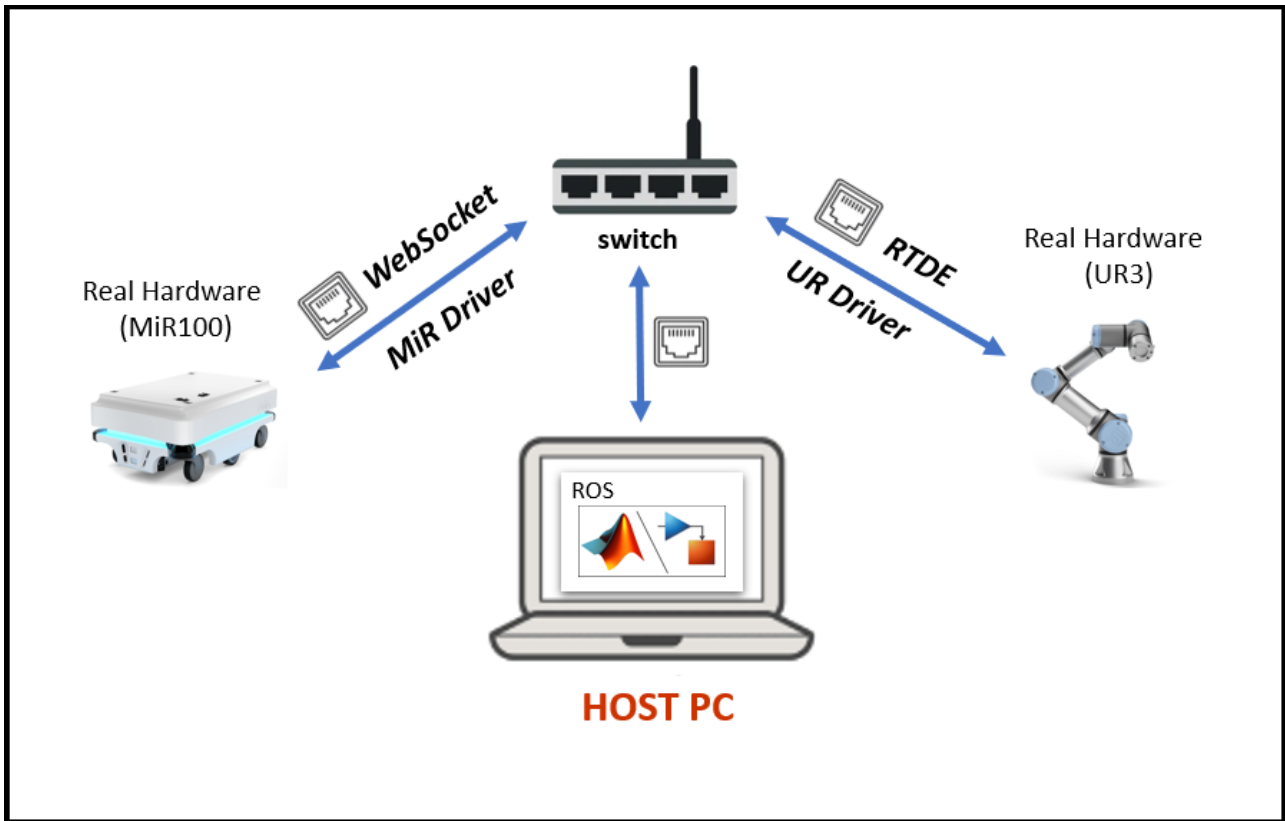 switch
WebSocket
MiR Driver
RTDE
UR Driver
Real Hardware
(MiR100)
Real Hardware
(UR3)
ROS
HOST PC